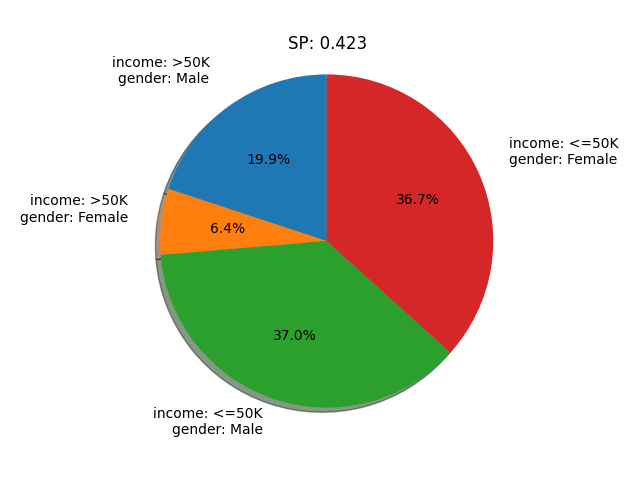 SP: 0.423
income: >50K
gender: Male
19.9%
income: <=50K
gender: Female
36.7%
income: >50K
gender: Female
6.4%
37.0%
income: <=50K
gender: Male